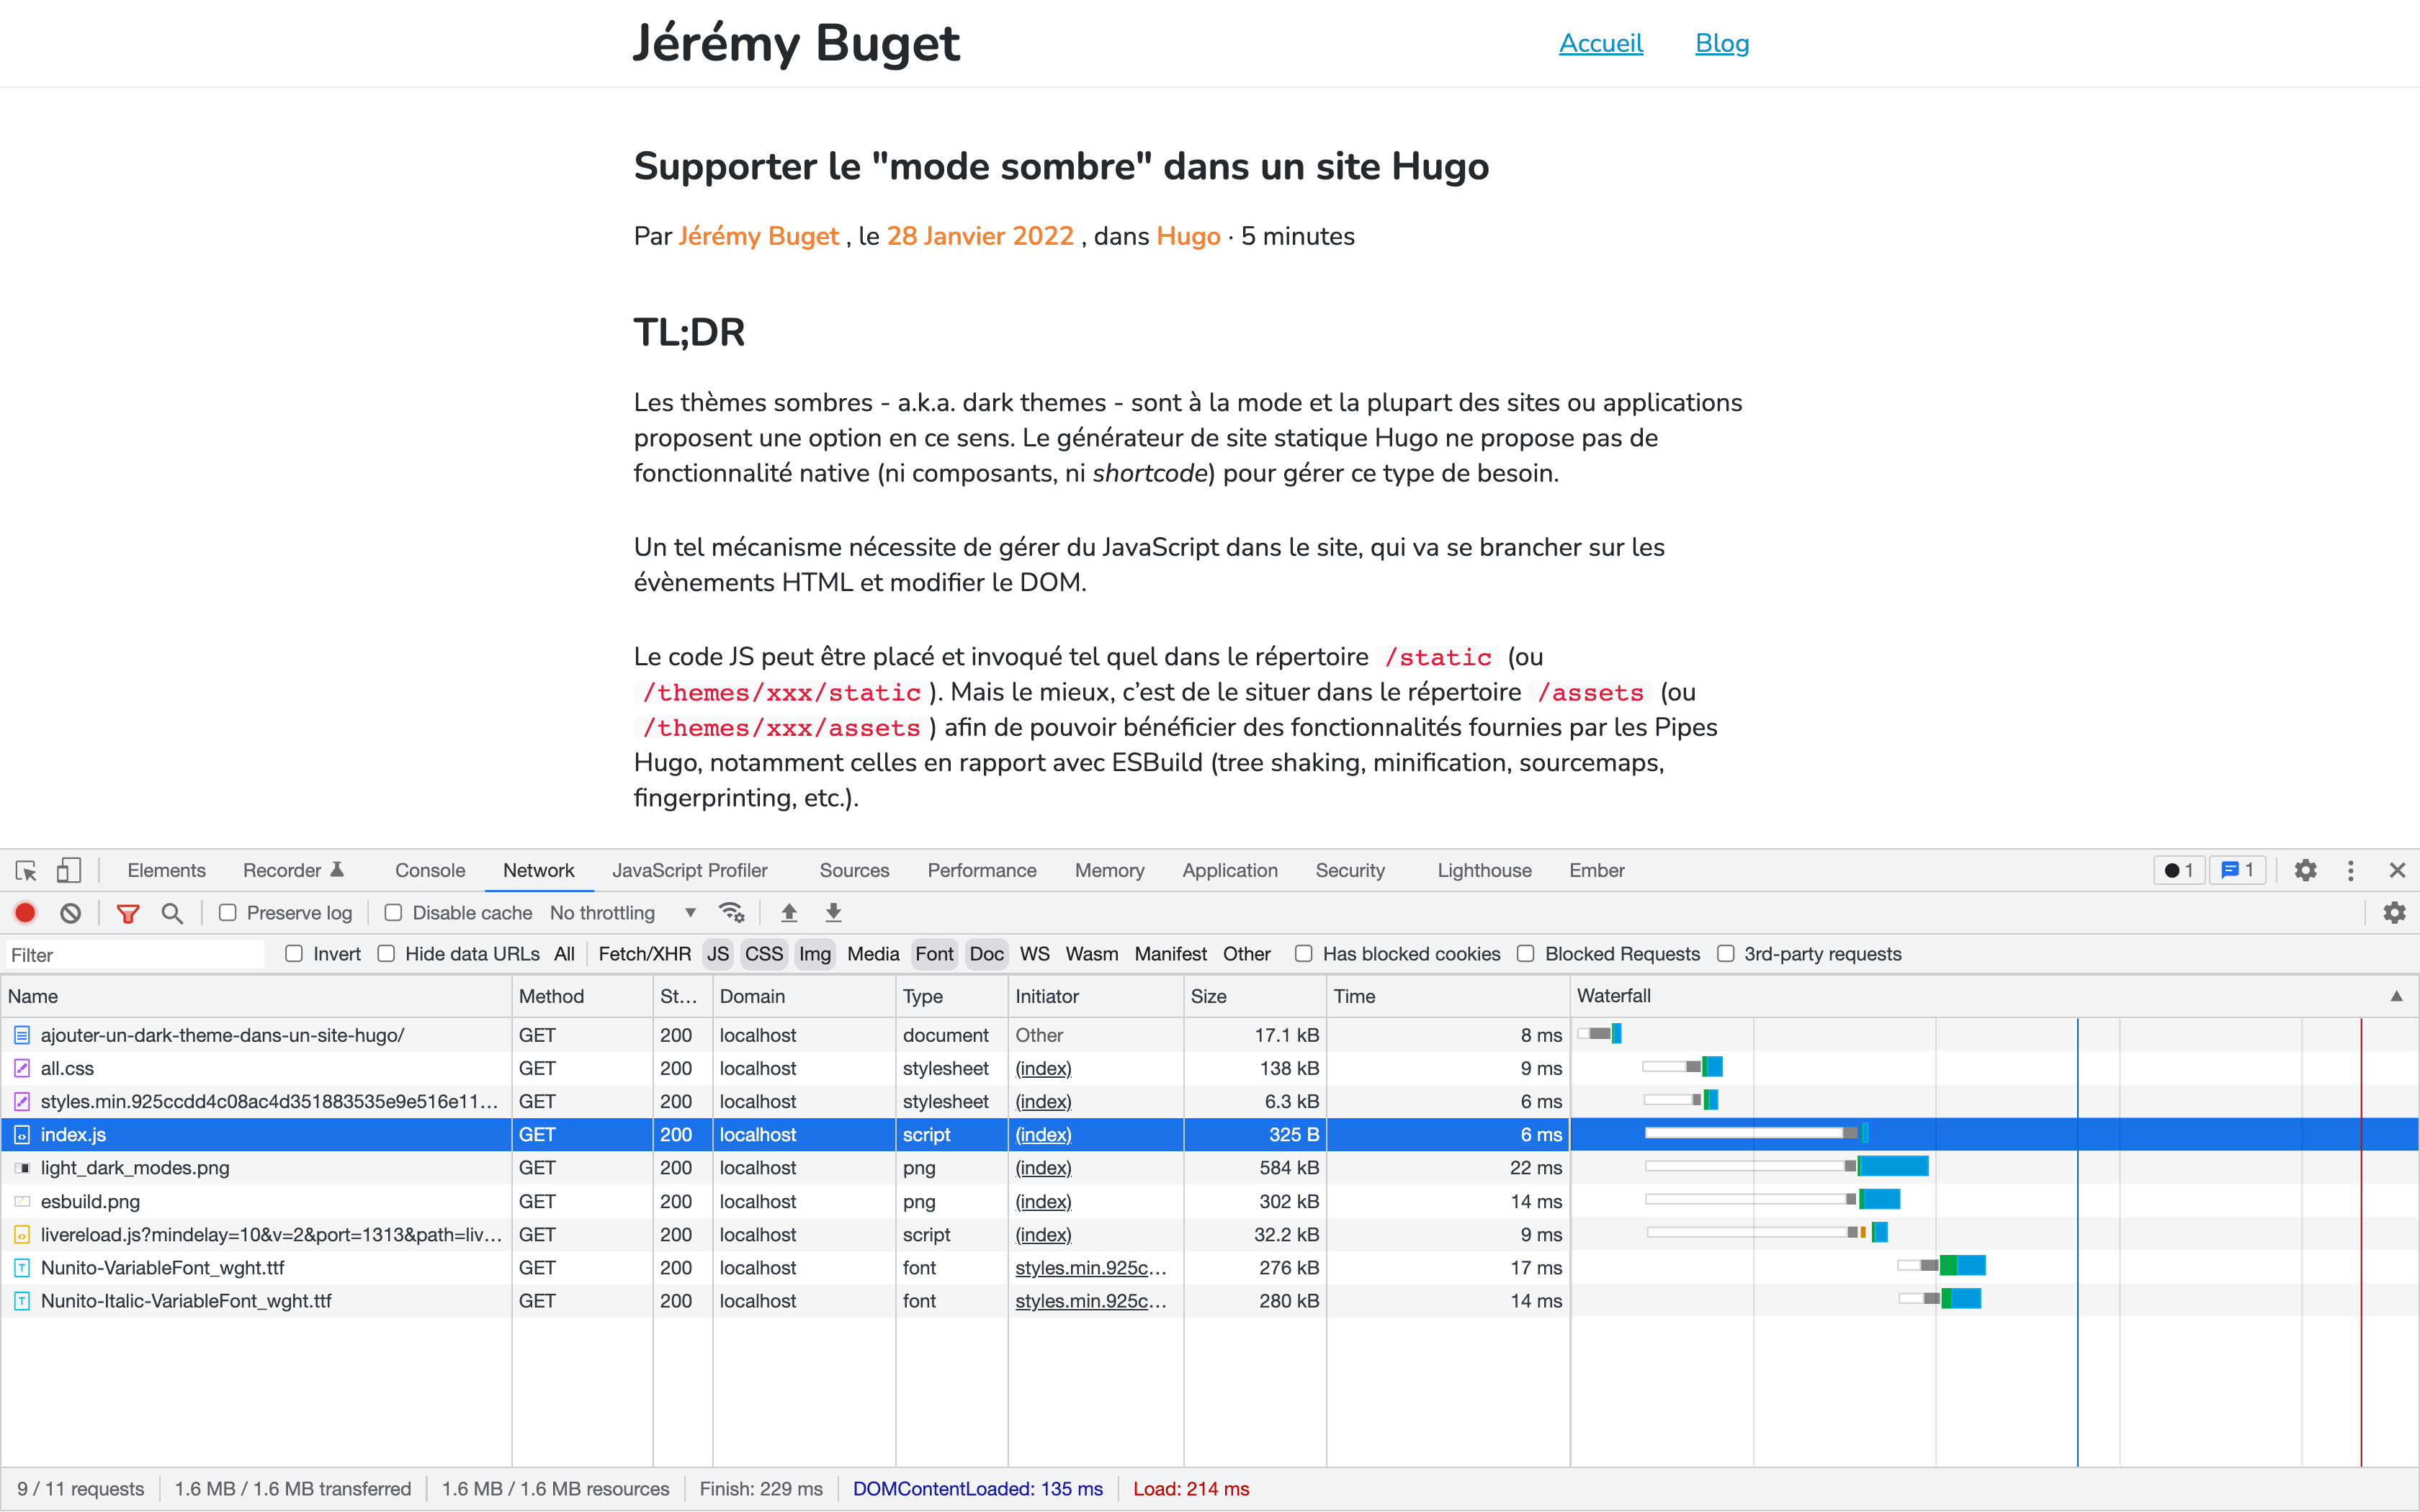 Jérémy Buget Accueil Blog
Supporter le "mode sombre" dans un site Hugo
Par Jérémy Buget , le 28 Janvier 2022 , dans Hugo · 5 minutes
TL;DR
Les thèmes sombres - a.k.a. dark themes - sont à la mode et la plupart des sites ou applications
proposent une option en ce sens. Le générateur de site statique Hugo ne propose pas de
fonctionnalité native (ni composants, ni shortcode) pour gérer ce type de besoin.
Un tel mécanisme nécessite de gérer du JavaScript dans le site, qui va se brancher sur les
évènements HTML et modifier le DOM.
Le code JS peut être placé et invoqué tel quel dans le répertoire /static (ou
/themes/xxx/static ). Mais le mieux, c’est de le situer dans le répertoire /assets (ou
/themes/xxx/assets ) afin de pouvoir bénéficier des fonctionnalités fournies par les Pipes
Hugo, notamment celles en rapport avec ESBuild (tree shaking, minification, sourcemaps,
fingerprinting, etc.).
Elements Recorder Console Network JavaScript Profiler Sources Performance Memory Application Security Lighthouse Ember 1 1
Preserve log Disable cache No throttling
Filter Invert Hide data URLs All Fetch/XHR JS CSS Img Media Font Doc WS Wasm Manifest Other Has blocked cookies Blocked Requests 3rd-party requests
Name Method St... Domain Type Initiator Size Time Waterfall
ajouter-un-dark-theme-dans-un-site-hugo/ GET 200 localhost document Other 17.1 kB 8 ms
all.css GET 200 localhost stylesheet (index) 138 kB 9 ms
styles.min.925ccdd4c08ac4d351883535e9e516e11... GET 200 localhost stylesheet (index) 6.3 kB 6 ms
index.js GET 200 localhost script (index) 325 B 6 ms
light_dark_modes.png GET 200 localhost png (index) 584 kB 22 ms
esbuild.png GET 200 localhost png (index) 302 kB 14 ms
livereload.js?mindelay=10&v=2&port=1313&path=liv... GET 200 localhost script (index) 32.2 kB 9 ms
Nunito-VariableFont_wght.ttf GET 200 localhost font styles.min.925c... 276 kB 17 ms
Nunito-Italic-VariableFont_wght.ttf GET 200 localhost font styles.min.925c... 280 kB 14 ms
9 / 11 requests 1.6 MB / 1.6 MB transferred 1.6 MB / 1.6 MB resources Finish: 229 ms DOMContentLoaded: 135 ms Load: 214 ms